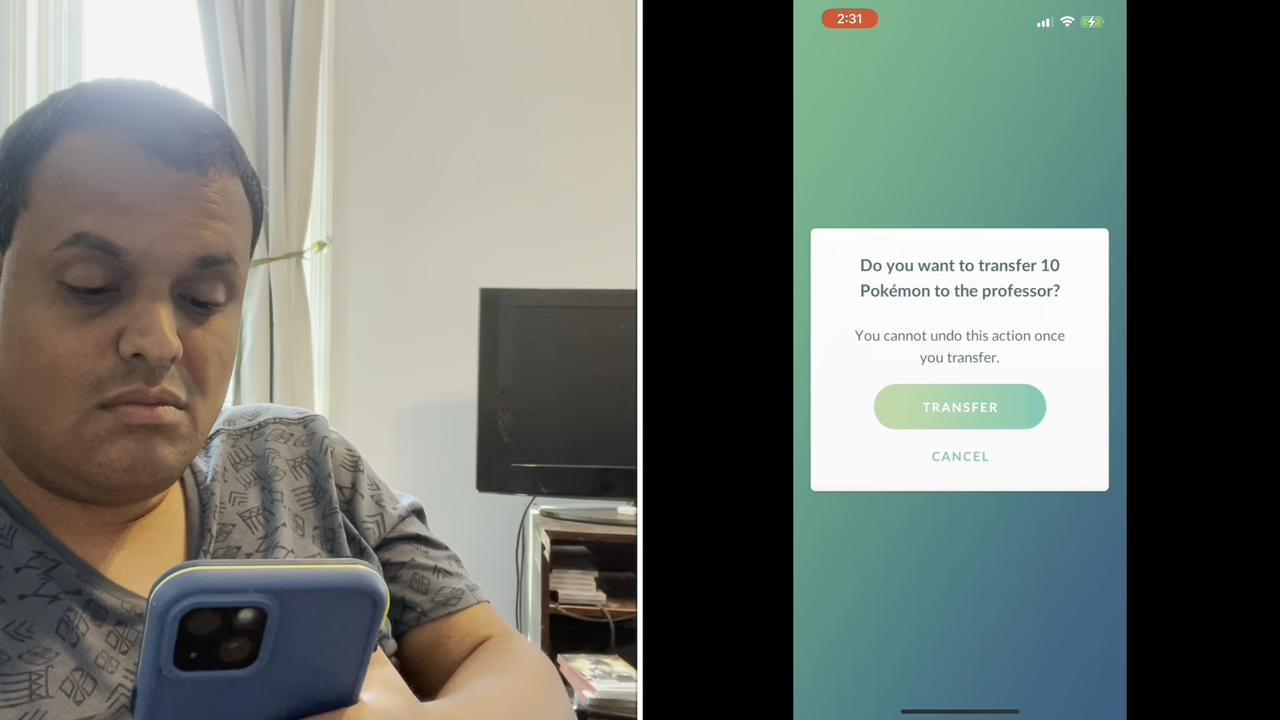 2:31
Do you want to transfer 10
Pokémon to the professor?
You cannot undo this action once
you transfer.
TRANSFER
CANCEL